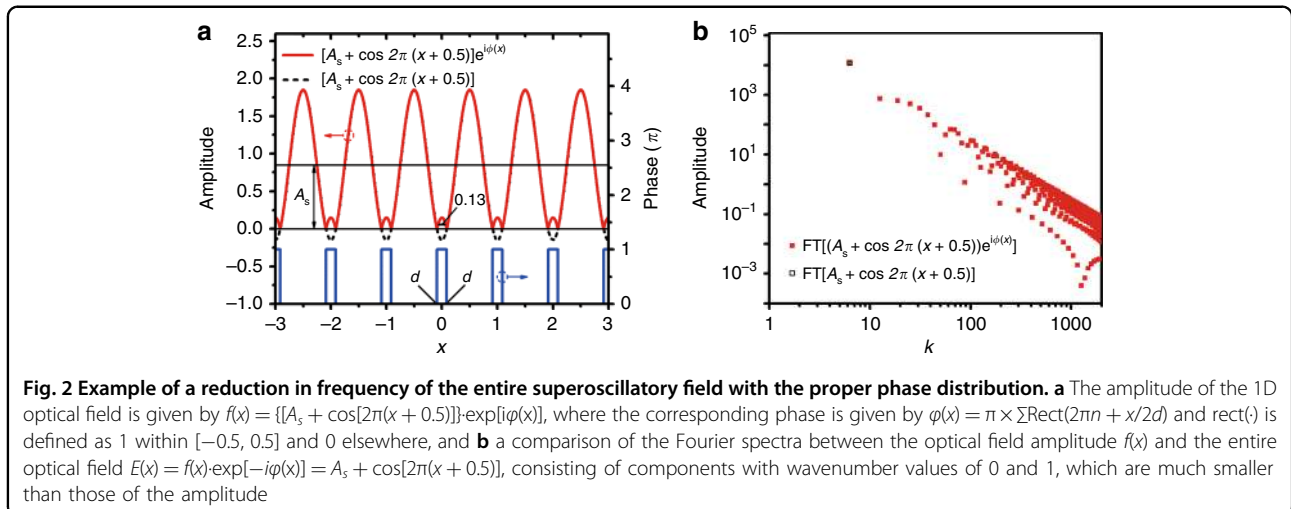 a
b
[Aₛ + cos 2π (x + 0.5)]e^iϕ(x)
[Aₛ + cos 2π (x + 0.5)]
2.5
2.0
1.5
1.0
0.5
0.0
−0.5
−1.0
Amplitude
Aₛ
0.13
d
d
4
3
2
1
0
Phase (π)
−3 −2 −1 0 1 2 3
x
10⁵
10³
10¹
10⁻¹
10⁻³
Amplitude
FT[(Aₛ + cos 2π (x + 0.5))e^iϕ(x)]
FT[Aₛ + cos 2π (x + 0.5)]
1 10 100 1000
k
Fig. 2 Example of a reduction in frequency of the entire superoscillatory field with the proper phase distribution. a The amplitude of the 1D
optical field is given by f(x) = {[Aₛ + cos[2π(x + 0.5)]}·exp[iφ(x)], where the corresponding phase is given by φ(x) = π × ∑Rect(2πn + x/2d) and rect(·) is
defined as 1 within [−0.5, 0.5] and 0 elsewhere, and b a comparison of the Fourier spectra between the optical field amplitude f(x) and the entire
optical field E(x) = f(x)·exp[−iφ(x)] = Aₛ + cos[2π(x + 0.5)], consisting of components with wavenumber values of 0 and 1, which are much smaller
than those of the amplitude